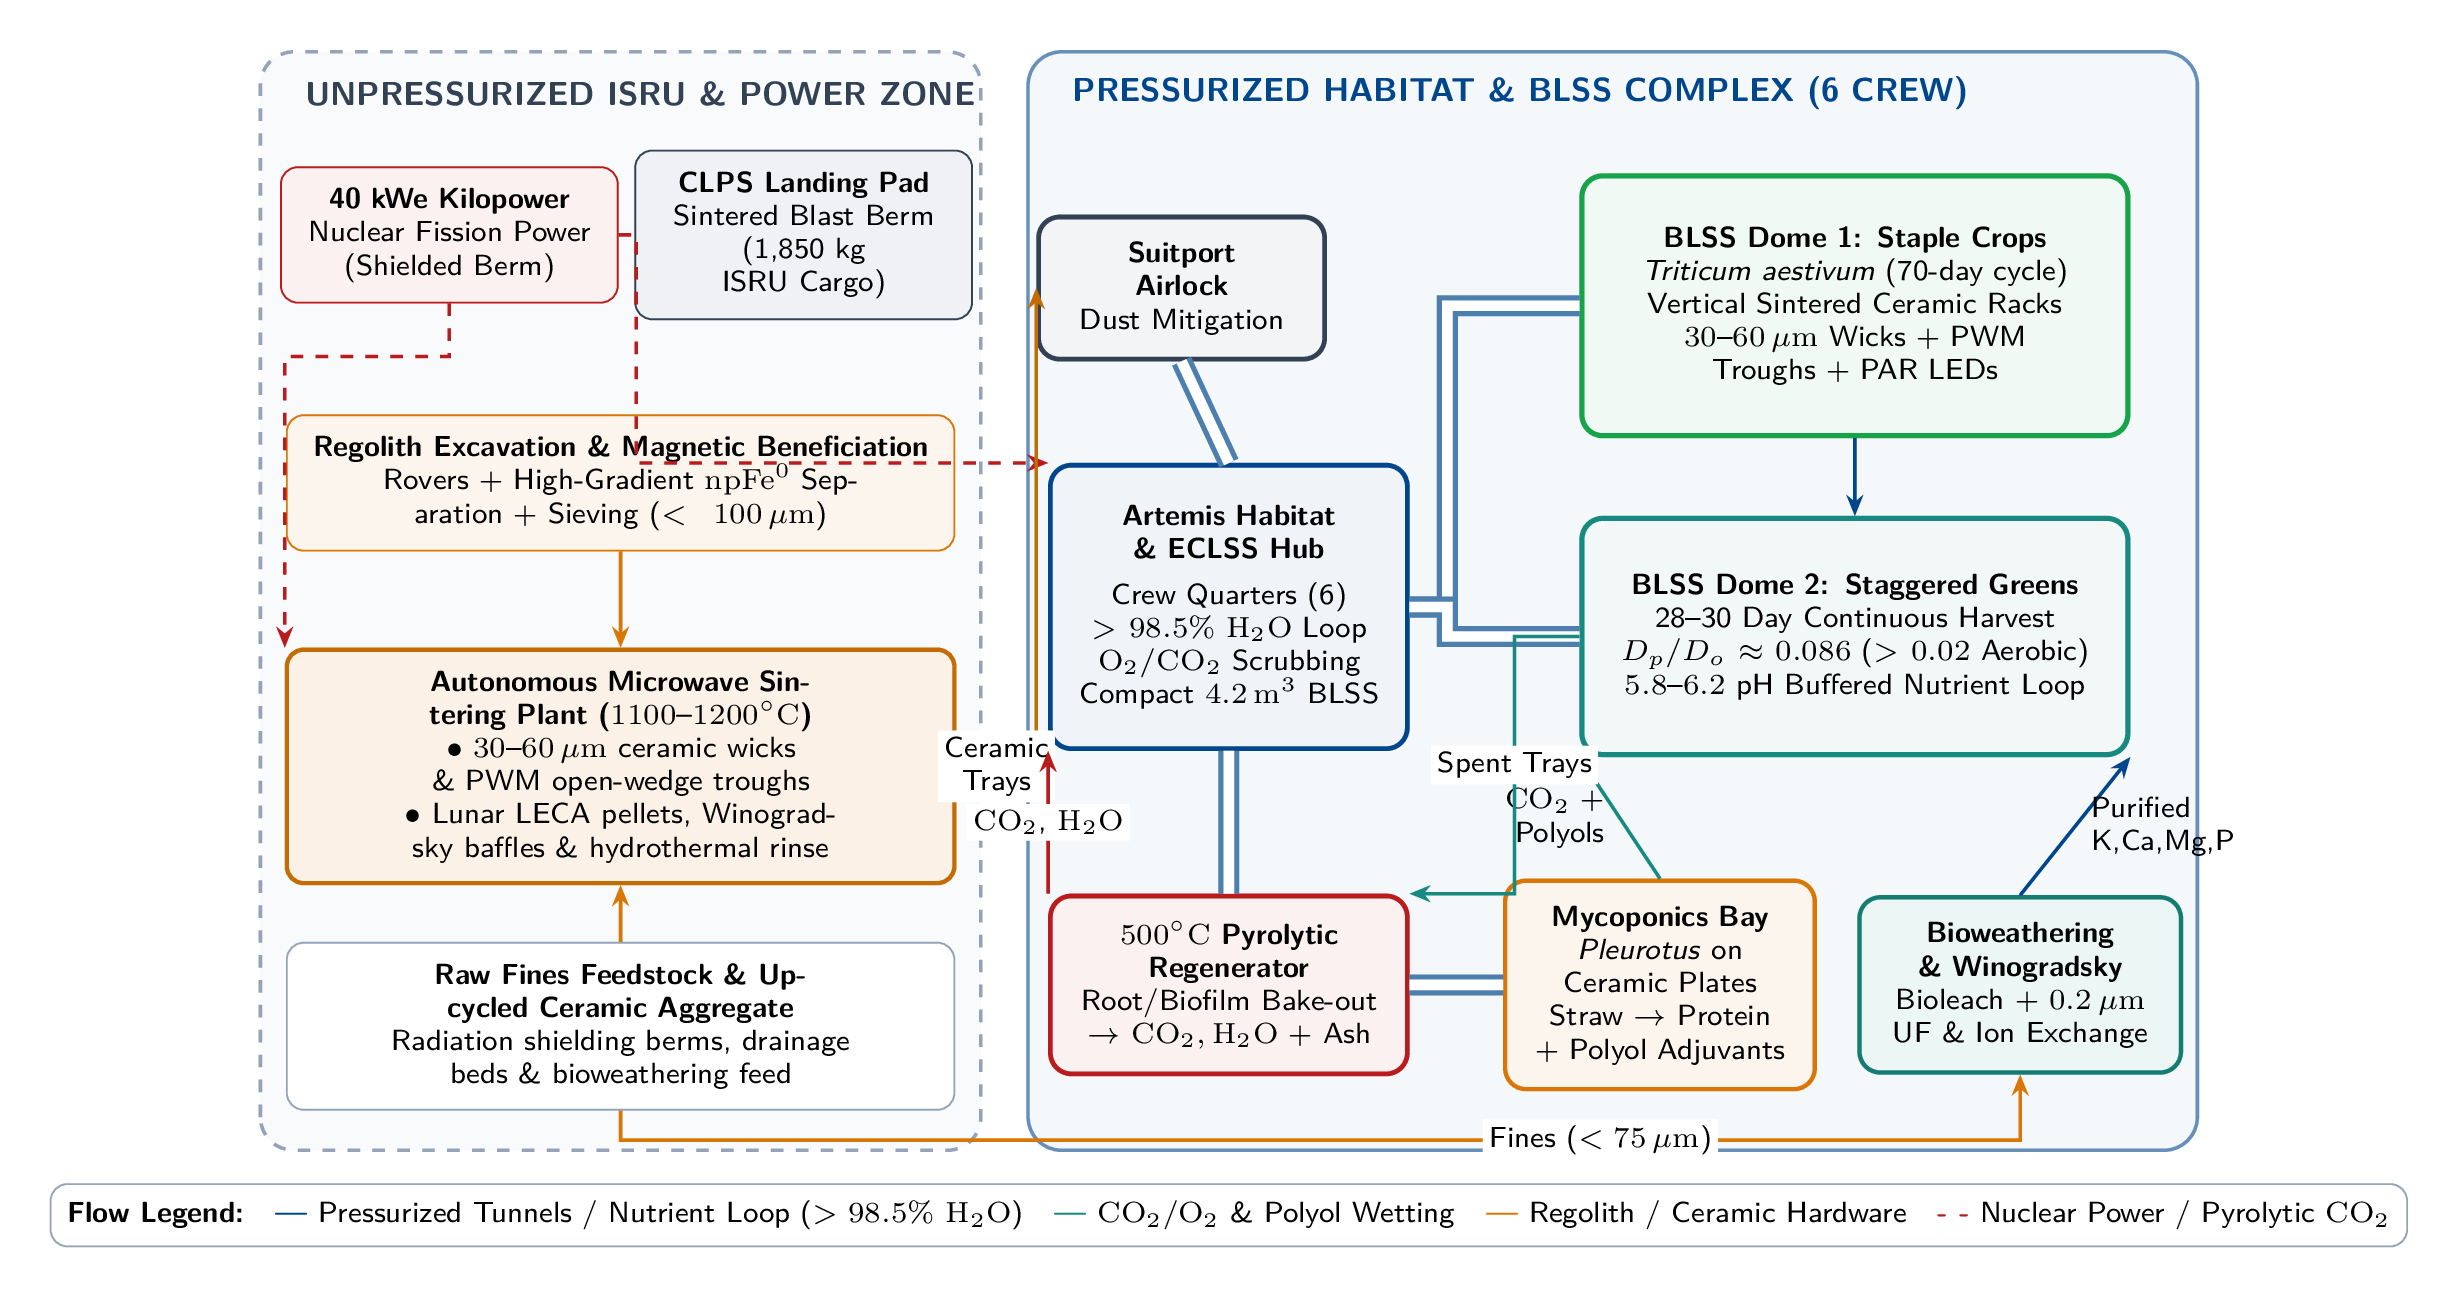 UNPRESSURIZED ISRU & POWER ZONE
40 kWe Kilopower
Nuclear Fission Power
(Shielded Berm)
CLPS Landing Pad
Sintered Blast Berm
(1,850 kg
ISRU Cargo)
Regolith Excavation & Magnetic Beneficiation
Rovers + High-Gradient npFe⁰ Sep-
aration + Sieving (< 100 μm)
Autonomous Microwave Sin-
tering Plant (1100–1200°C)
• 30–60 μm ceramic wicks
& PWM open-wedge troughs
• Lunar LECA pellets, Winograd-
sky baffles & hydrothermal rinse
Raw Fines Feedstock & Up-
cycled Ceramic Aggregate
Radiation shielding berms, drainage
beds & bioweathering feed
PRESSURIZED HABITAT & BLSS COMPLEX (6 CREW)
Suitport
Airlock
Dust Mitigation
Artemis Habitat
& ECLSS Hub
Crew Quarters (6)
> 98.5% H₂O Loop
O₂/CO₂ Scrubbing
Compact 4.2 m³ BLSS
Ceramic
Trays
CO₂, H₂O
500°C Pyrolytic
Regenerator
Root/Biofilm Bake-out
→ CO₂, H₂O + Ash
BLSS Dome 1: Staple Crops
Triticum aestivum (70-day cycle)
Vertical Sintered Ceramic Racks
30–60 μm Wicks + PWM
Troughs + PAR LEDs
BLSS Dome 2: Staggered Greens
28–30 Day Continuous Harvest
Dₚ/Dₒ ≈ 0.086 (> 0.02 Aerobic)
5.8–6.2 pH Buffered Nutrient Loop
Spent Trays
CO₂ +
Polyols
Purified
K,Ca,Mg,P
Mycoponics Bay
Pleurotus on
Ceramic Plates
Straw → Protein
+ Polyol Adjuvants
Bioweathering
& Winogradsky
Bioleach + 0.2 μm
UF & Ion Exchange
Fines (< 75 μm)
Flow Legend: Pressurized Tunnels / Nutrient Loop (> 98.5% H₂O) CO₂/O₂ & Polyol Wetting Regolith / Ceramic Hardware Nuclear Power / Pyrolytic CO₂